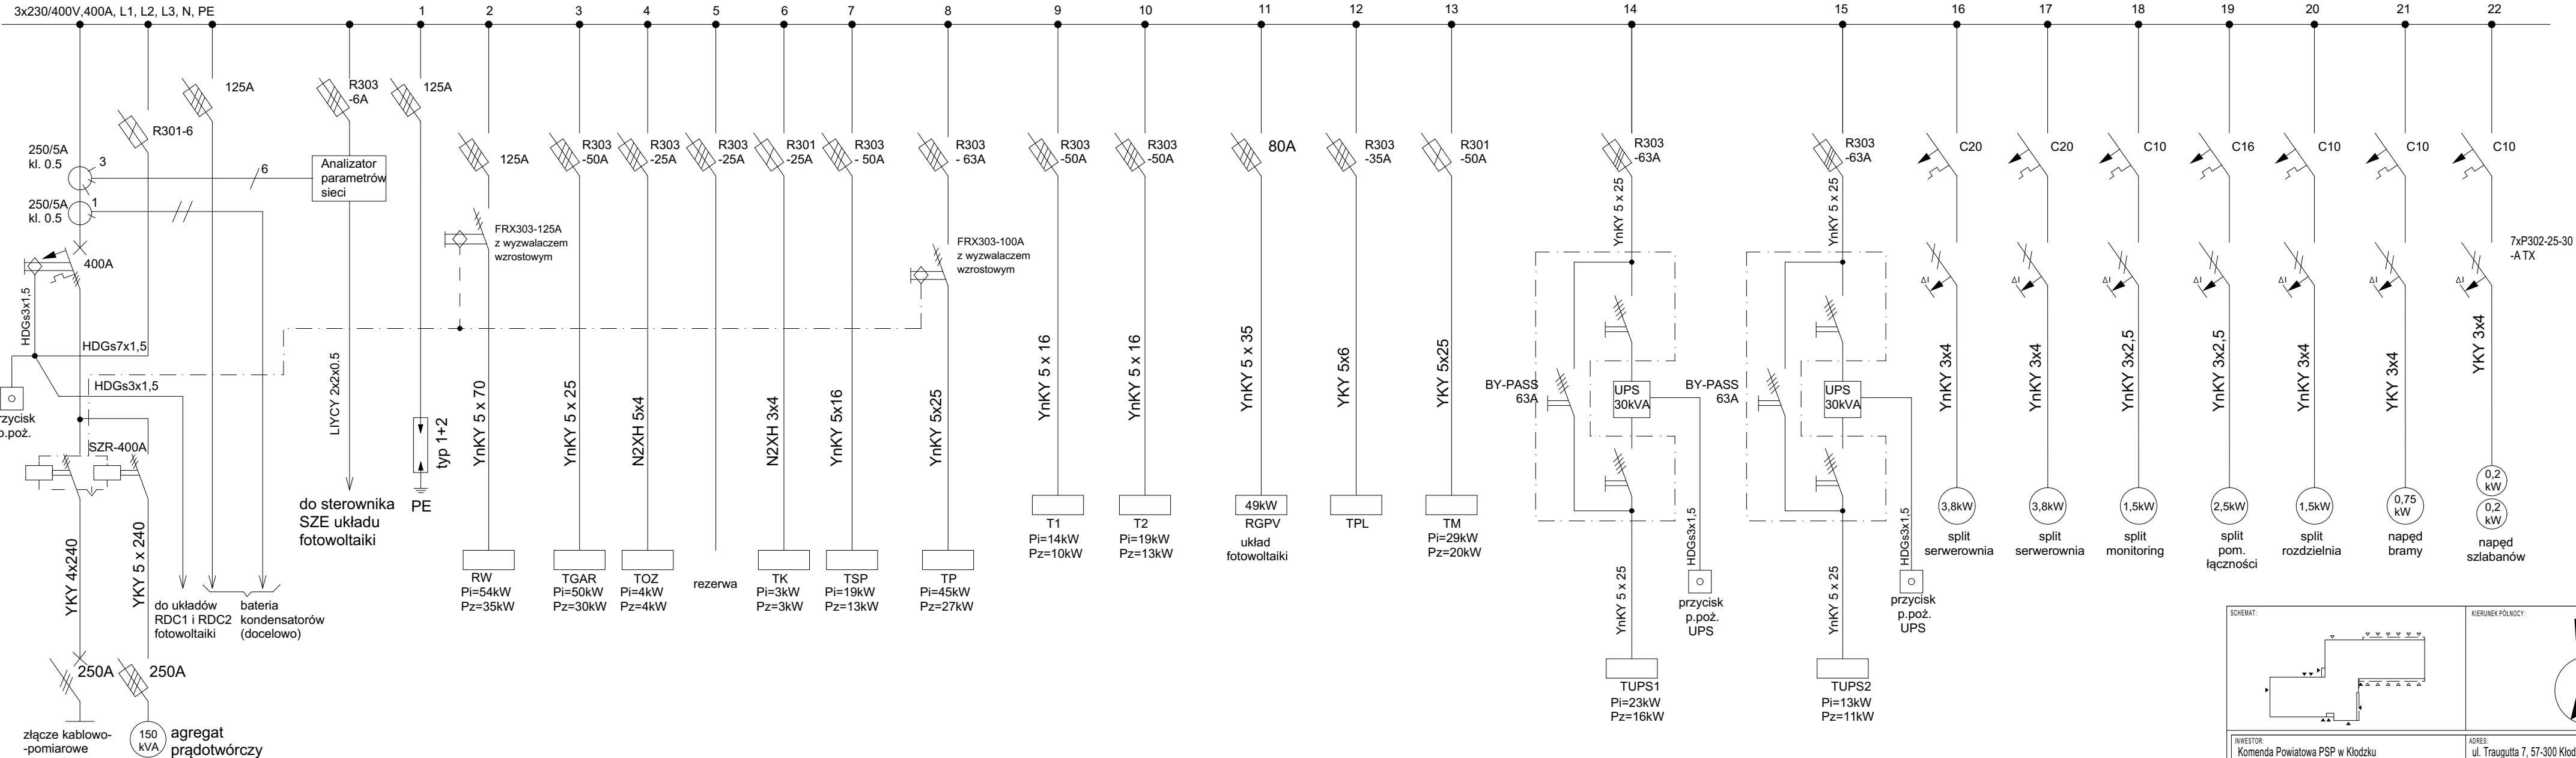 3x230/400V,400A, L1, L2, L3, N, PE
1
2
3
4
5
6
7
8
9
10
11
12
13
14
15
16
17
18
19
20
21
22
250/5A
kl. 0.5
3
250/5A
kl. 0.5
1
400A
HDGs3x1,5
HDGs7x1,5
HDGs3x1,5
p.poż.
SZR-400A
YKY 4x240
YKY 5 x 240
250A
250A
złącze kablowo-
-pomiarowe
150
kVA
agregat
prądotwórczy
R301-6
125A
6
do układów
RDC1 i RDC2
fotowoltaiki
bateria
kondensatorów
(docelowo)
R303
-6A
Analizator
parametrów
sieci
LIYCY 2x2x0.5
do sterownika
SZE układu
fotowoltaiki
125A
typ 1+2
PE
125A
FRX303-125A
z wyzwalaczem
wzrostowym
YnKY 5 x 70
RW
Pi=54kW
Pz=35kW
R303
-50A
YnKY 5 x 25
TGAR
Pi=50kW
Pz=30kW
R303
-25A
N2XH 5x4
TOZ
Pi=4kW
Pz=4kW
R303
-25A
rezerwa
R301
-25A
N2XH 3x4
TK
Pi=3kW
Pz=3kW
R303
- 50A
YnKY 5x16
TSP
Pi=19kW
Pz=13kW
R303
- 63A
FRX303-100A
z wyzwalaczem
wzrostowym
YnKY 5x25
TP
Pi=45kW
Pz=27kW
R303
-50A
YnKY 5 x 16
T1
Pi=14kW
Pz=10kW
R303
-50A
YnKY 5 x 16
T2
Pi=19kW
Pz=13kW
80A
YnKY 5 x 35
49kW
RGPV
układ
fotowoltaiki
R303
-35A
YKY 5x6
TPL
R301
-50A
YKY 5x25
TM
Pi=29kW
Pz=20kW
R303
-63A
YnKY 5 x 25
BY-PASS
63A
UPS
30kVA
HDGs3x1,5
przycisk
p.poż.
UPS
YnKY 5 x 25
TUPS1
Pi=23kW
Pz=16kW
R303
-63A
YnKY 5 x 25
BY-PASS
63A
UPS
30kVA
HDGs3x1,5
przycisk
p.poż.
UPS
YnKY 5 x 25
TUPS2
Pi=13kW
Pz=11kW
C20
ΔI
YnKY 3x4
3,8kW
split
serwerownia
C20
ΔI
YnKY 3x4
3,8kW
split
serwerownia
C10
ΔI
YnKY 3x2,5
1,5kW
split
monitoring
C16
ΔI
YnKY 3x2,5
2,5kW
split
pom.
łączności
C10
ΔI
YnKY 3x4
1,5kW
split
rozdzielnia
C10
ΔI
YKY 3x4
0,75
kW
napęd
bramy
C10
ΔI
7xP302-25-30
-A TX
YKY 3x4
0,2
kW
0,2
kW
napęd
szlabanów
SCHEMAT:
KIERUNEK PÓŁNOCY:
INWESTOR:
Komenda Powiatowa PSP w Kłodzku
ADRES:
ul. Traugutta 7, 57-300